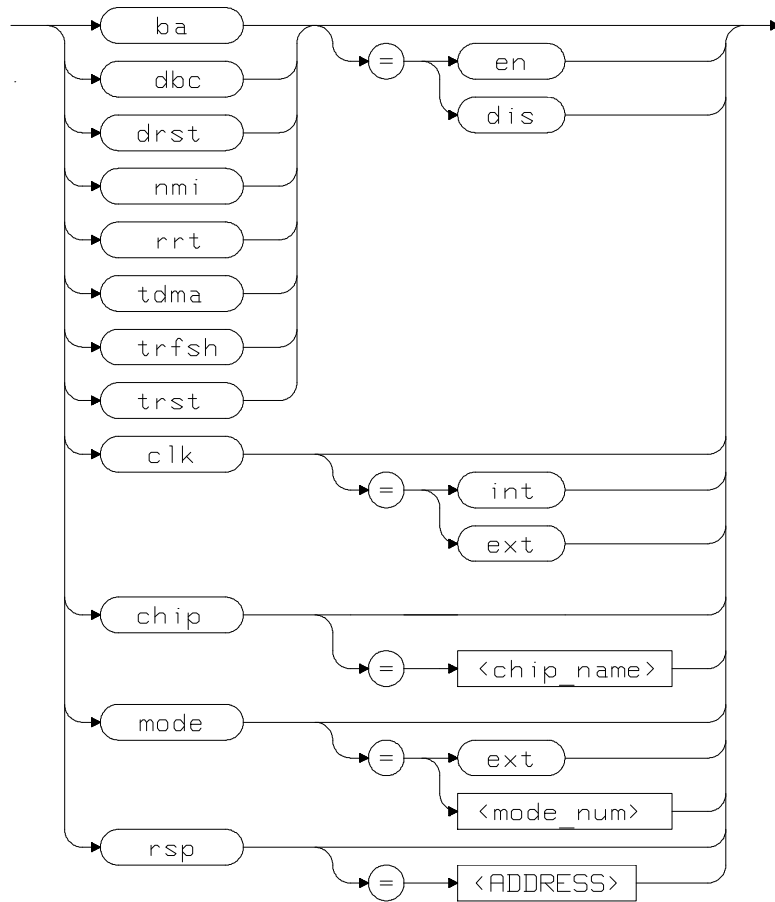 ba
= en
dbc
dis
drst
nmi
rrt
tdma
trfsh
trst
clk
= int
ext
chip
= <chip_name>
mode
= ext
<mode_num>
rsp
= <ADDRESS>